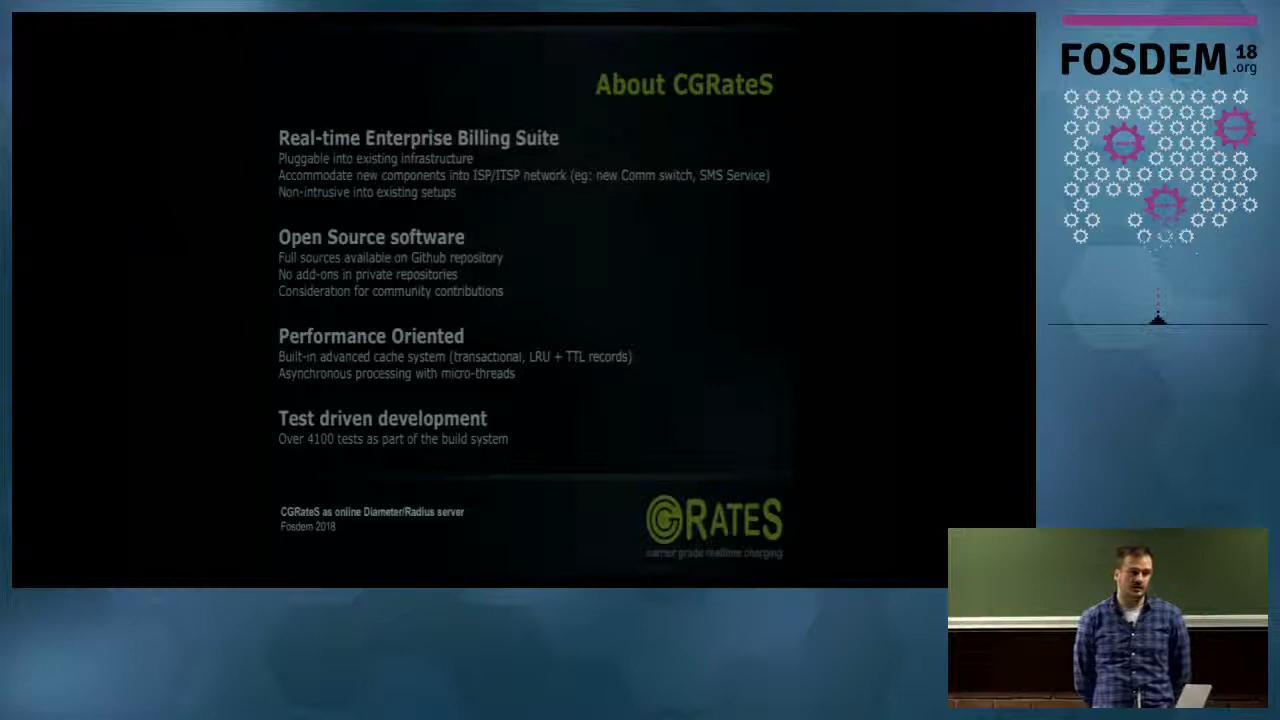 About CGRateS
Real-time Enterprise Billing Suite
Pluggable into existing infrastructure
Accommodate new components into ISP/ITSP network (eg: new Comm switch, SMS Service)
Non-intrusive into existing setups
Open Source software
Full sources available on Github repository
No add-ons in private repositories
Consideration for community contributions
Performance Oriented
Built-in advanced cache system (transactional, LRU + TTL records)
Asynchronous processing with micro-threads
Test driven development
Over 4100 tests as part of the build system
CGRateS as online Diameter/Radius server
Fosdem 2018
CGRATES
carrier grade realtime charging
FOSDEM 18
.org